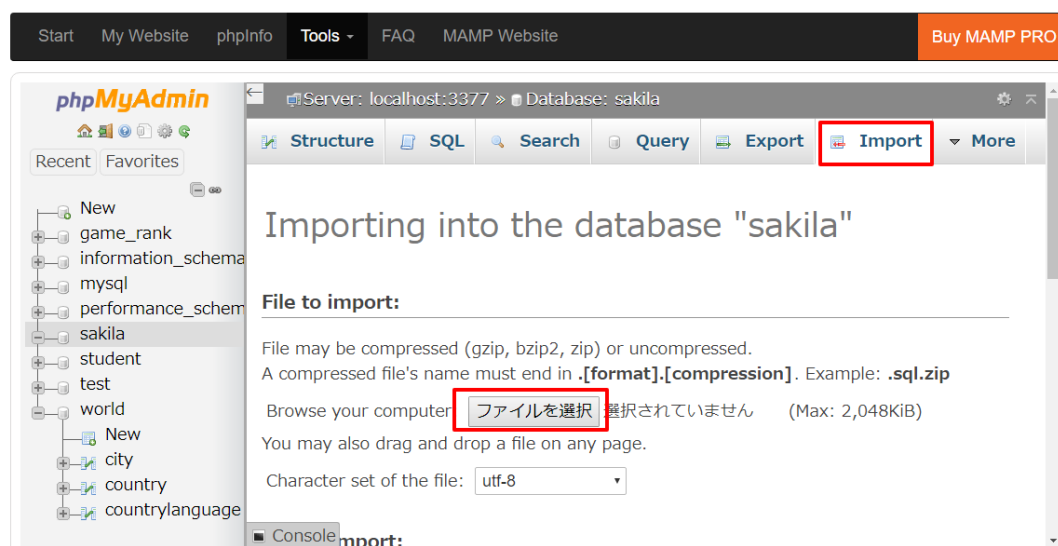 Start My Website phpInfo Tools FAQ MAMP Website Buy MAMP PRO
phpMyAdmin
Recent Favorites
New
game_rank
information_schema
mysql
performance_schem
sakila
student
test
world
New
city
country
countrylanguage
Server: localhost:3377 » Database: sakila
Structure SQL Search Query Export Import More
Importing into the database "sakila"
File to import:
File may be compressed (gzip, bzip2, zip) or uncompressed.
A compressed file's name must end in .[format].[compression]. Example: .sql.zip
Browse your computer ファイルを選択 選択されていません (Max: 2,048KiB)
You may also drag and drop a file on any page.
Character set of the file: utf-8
Console mport: